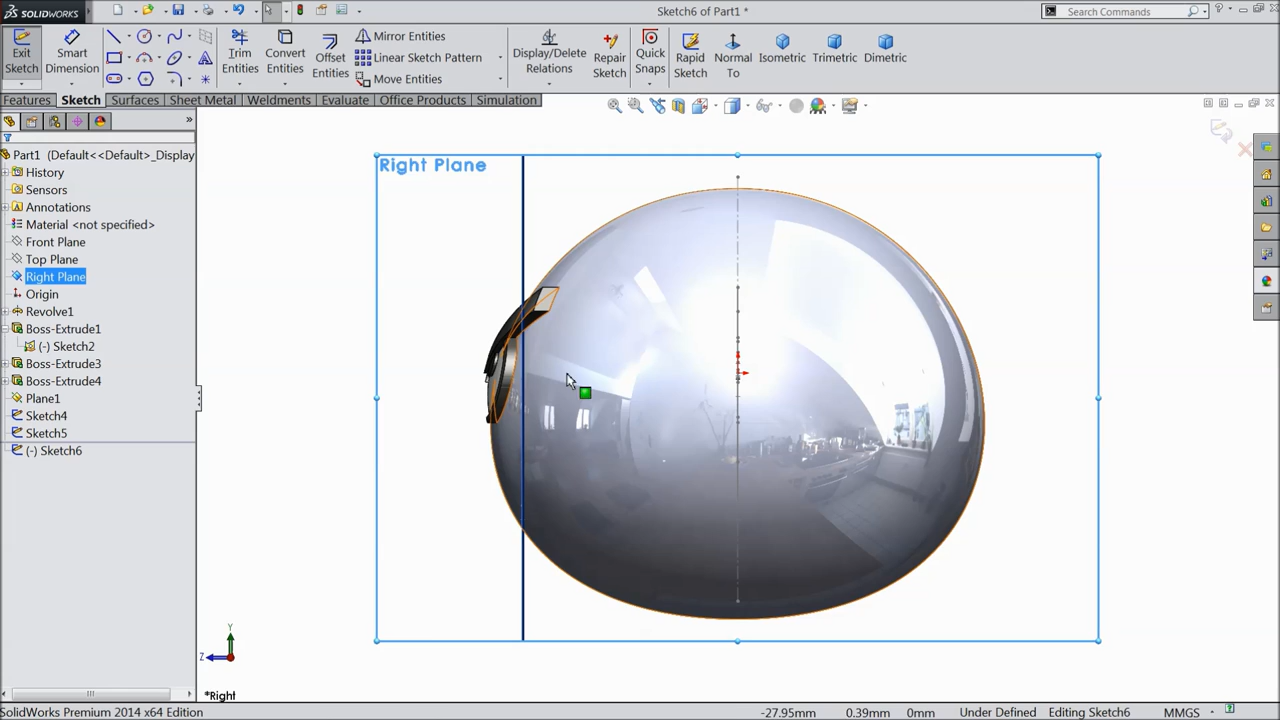 SOLIDWORKS
Sketch6 of Part1 *
Search Commands
Exit Sketch
Smart Dimension
Trim Entities
Convert Entities
Offset Entities
Mirror Entities
Linear Sketch Pattern
Move Entities
Display/Delete Relations
Repair Sketch
Quick Snaps
Rapid Sketch
Normal To
Isometric
Trimetric
Dimetric
Features
Sketch
Surfaces
Sheet Metal
Weldments
Evaluate
Office Products
Simulation
Part1 (Default<<Default>_Display
History
Sensors
Annotations
Material <not specified>
Front Plane
Top Plane
Right Plane
Origin
Revolve1
Boss-Extrude1
(-) Sketch2
Boss-Extrude3
Boss-Extrude4
Plane1
Sketch4
Sketch5
(-) Sketch6
Right Plane
Y
Z
*Right
SolidWorks Premium 2014 x64 Edition
-27.95mm
0.39mm
0mm
Under Defined
Editing Sketch6
MMGS